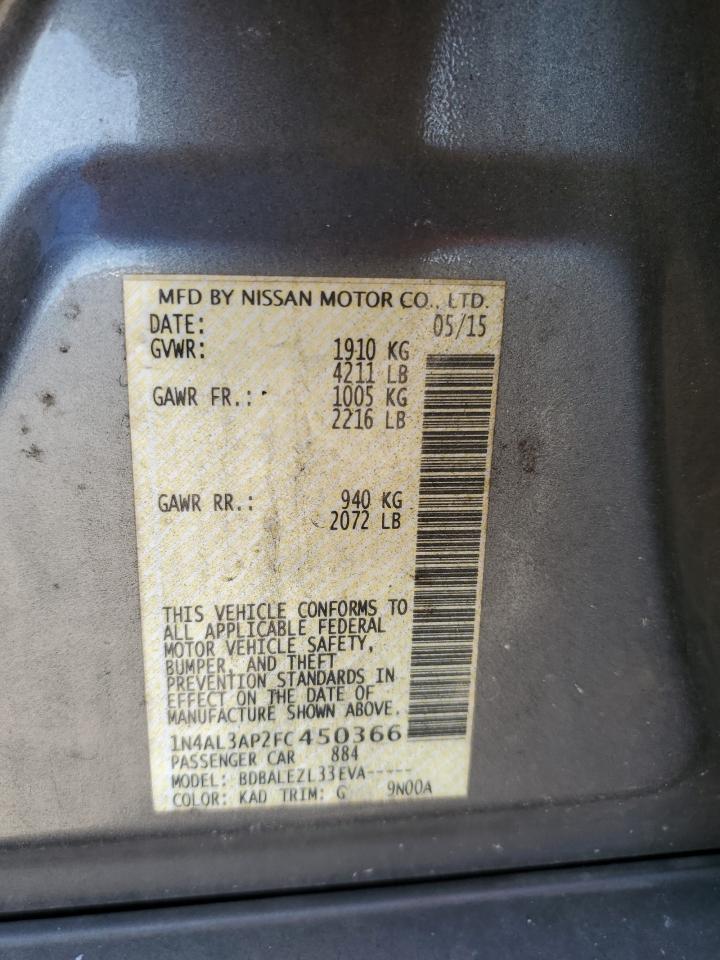 MFD BY NISSAN MOTOR CO., LTD.
DATE: 05/15
GVWR: 1910 KG
4211 LB
GAWR FR.: 1005 KG
2216 LB
GAWR RR.: 940 KG
2072 LB
THIS VEHICLE CONFORMS TO
ALL APPLICABLE FEDERAL
MOTOR VEHICLE SAFETY,
BUMPER, AND THEFT
PREVENTION STANDARDS IN
EFFECT ON THE DATE OF
MANUFACTURE SHOWN ABOVE.
1N4AL3AP2FC450366
PASSENGER CAR 884
MODEL: BDBALEZL33EVA-----
COLOR: KAD TRIM: G 9N00A